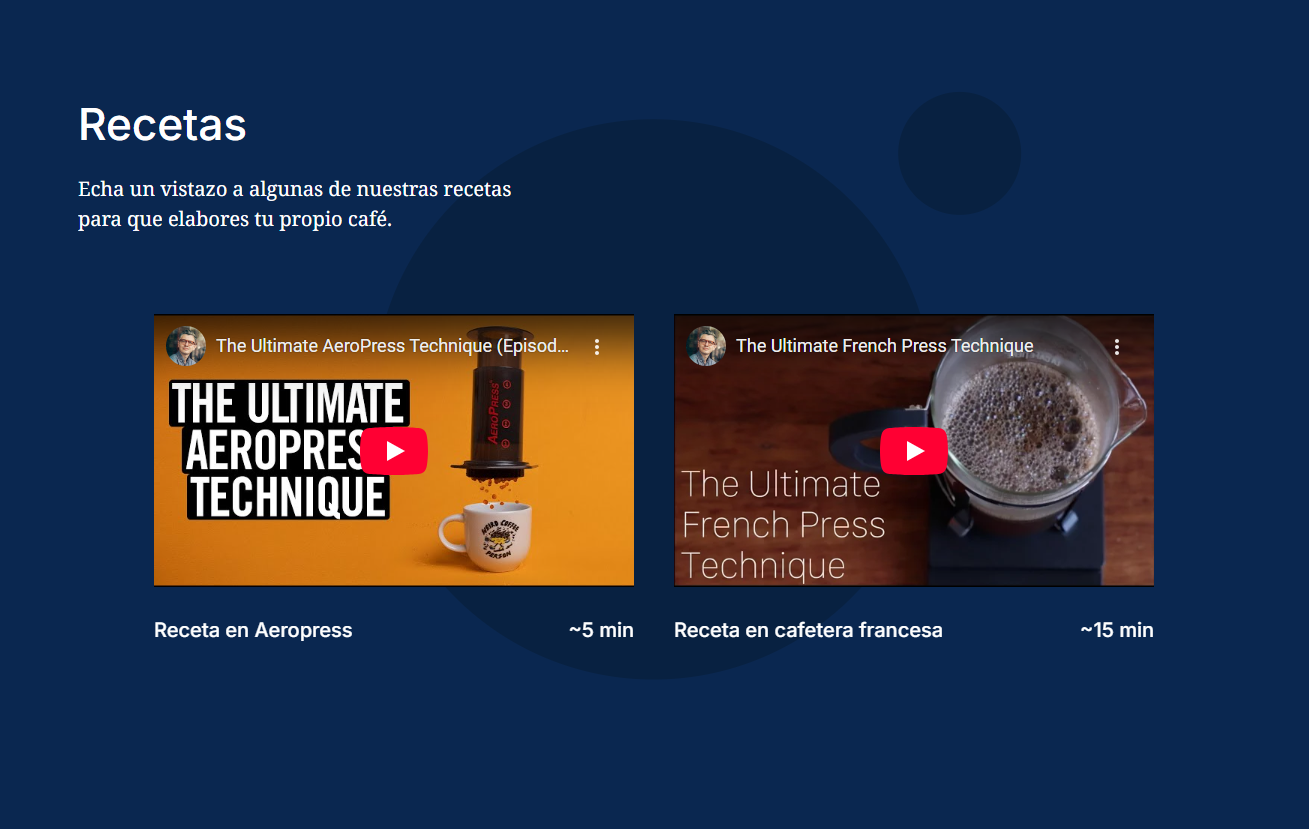 Recetas
Echa un vistazo a algunas de nuestras recetas
para que elabores tu propio café.
The Ultimate AeroPress Technique (Episod...
THE ULTIMATE
AEROPRES
TECHNIQUE
AEROPRESS
WEIRD COFFEE
PERSON
The Ultimate French Press Technique
The Ultimate
French Press
Technique
Receta en Aeropress
~5 min
Receta en cafetera francesa
~15 min